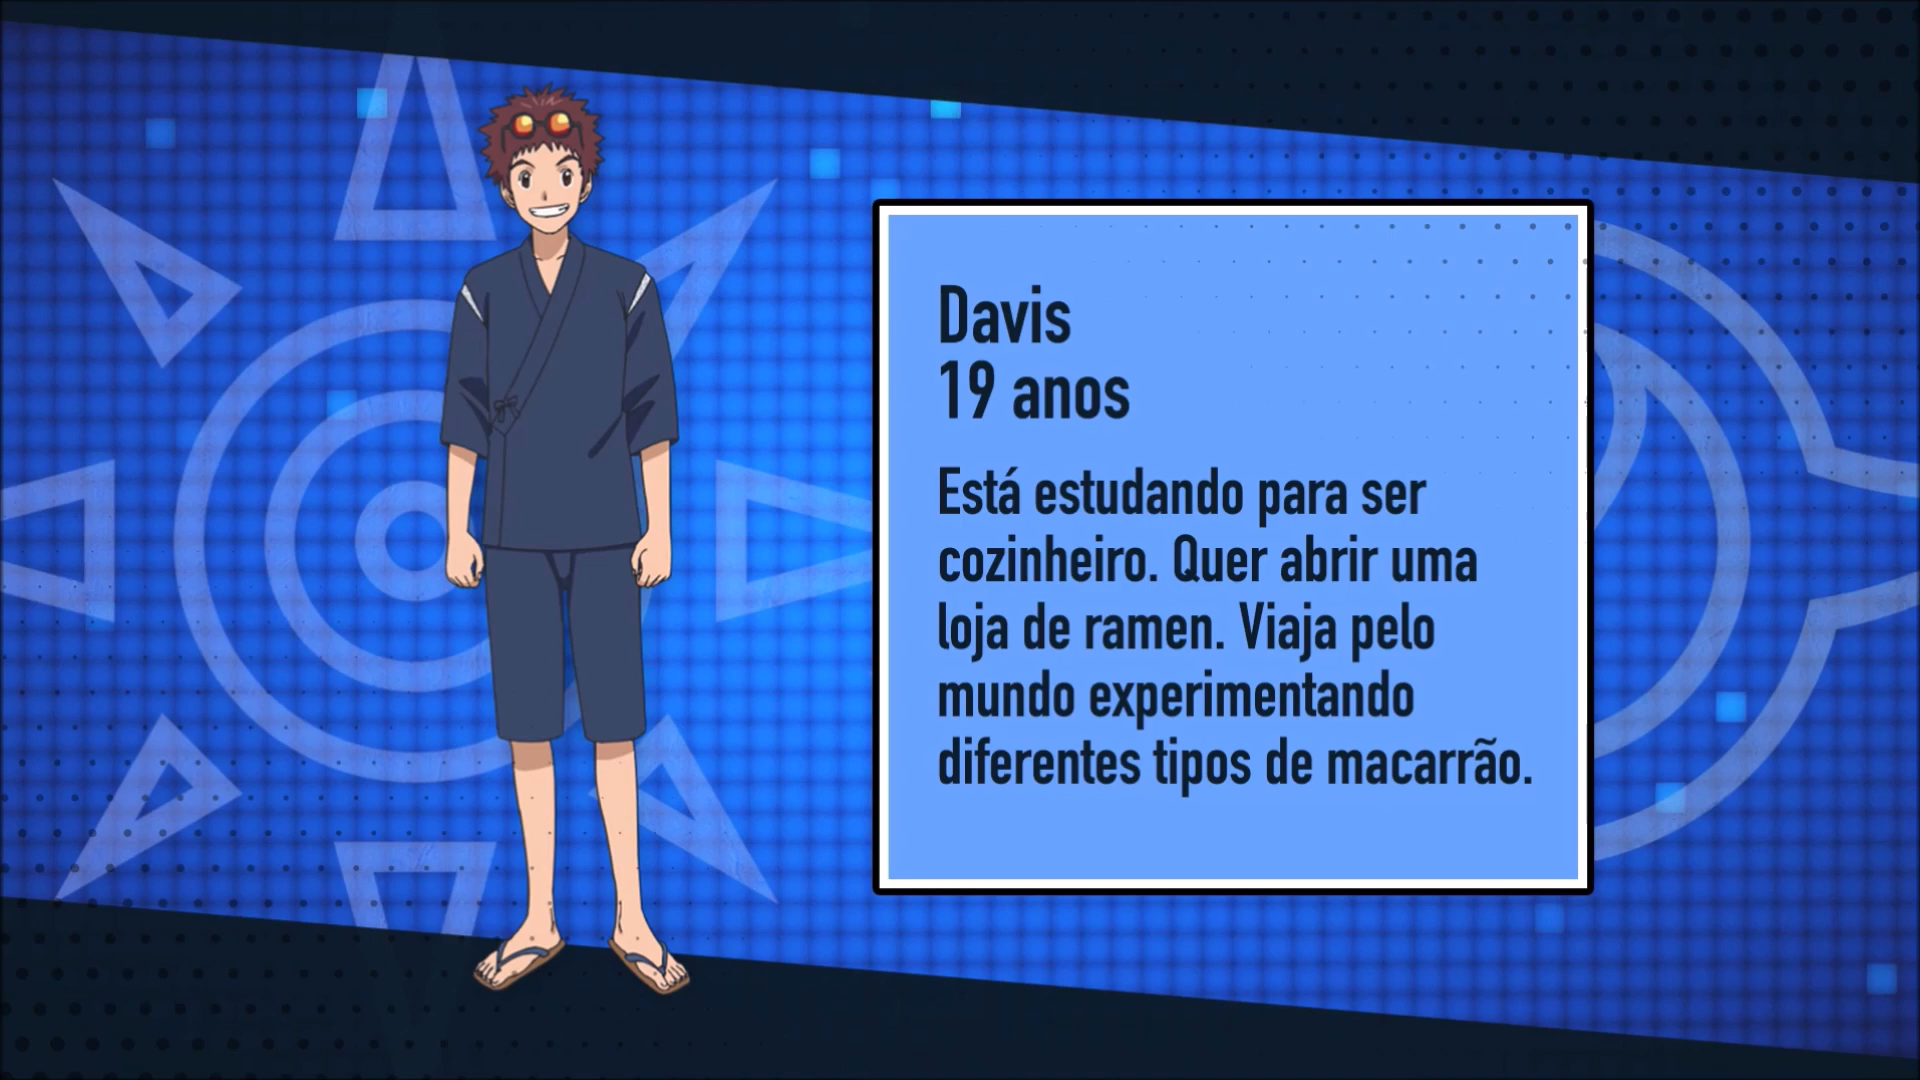 Davis
19 anos
Está estudando para ser
cozinheiro. Quer abrir uma
loja de ramen. Viaja pelo
mundo experimentando
diferentes tipos de macarrão.